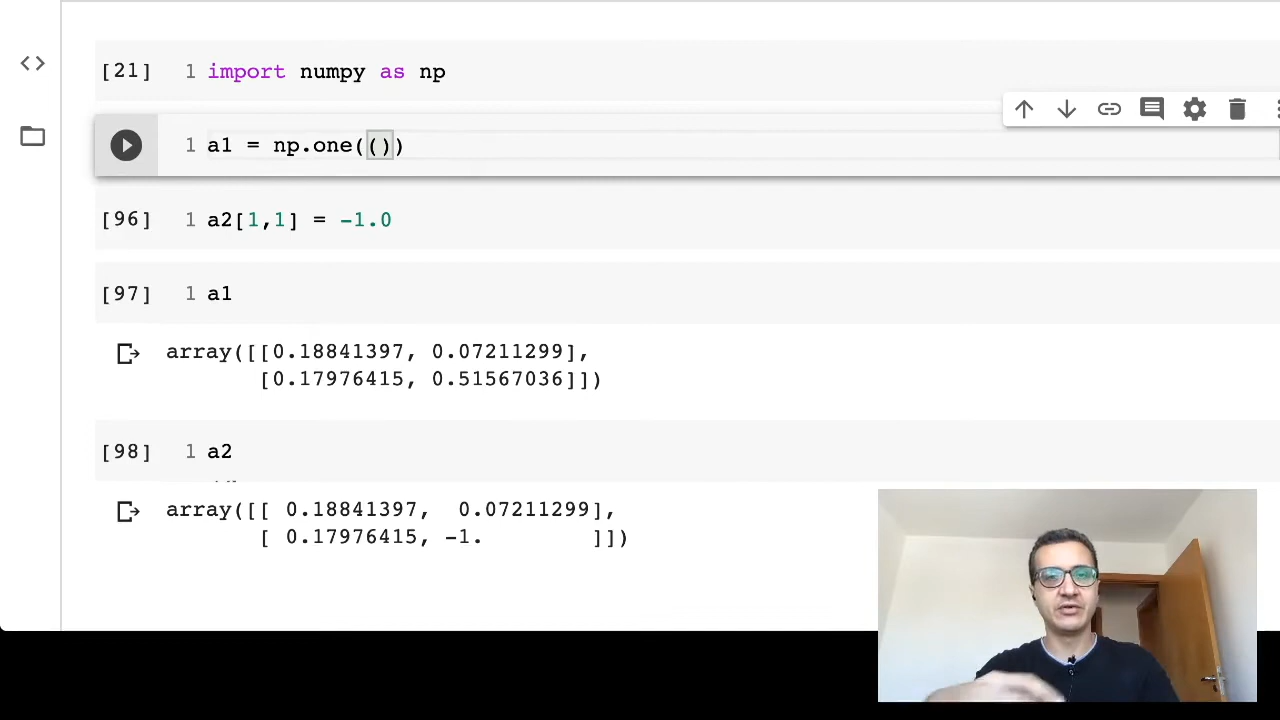 [21] 1 import numpy as np
1 a1 = np.one(())
[96] 1 a2[1,1] = -1.0
[97] 1 a1
array([[0.18841397, 0.07211299],
[0.17976415, 0.51567036]])
[98] 1 a2
array([[ 0.18841397,  0.07211299],
[ 0.17976415, -1.        ]])